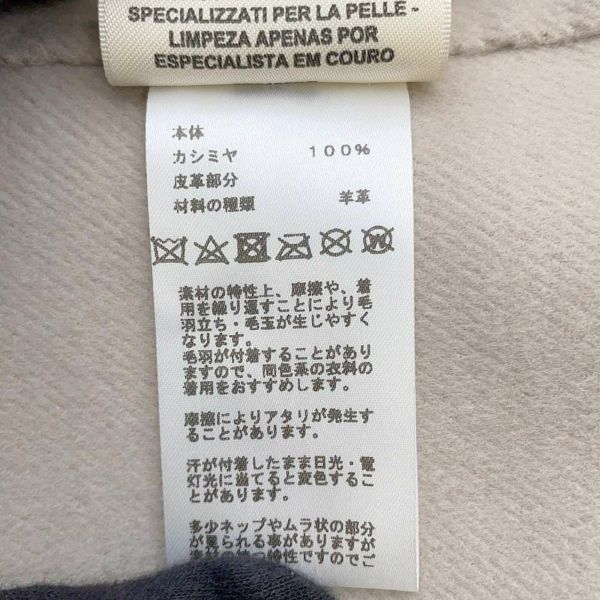 SPECIALIZZATI PER LA PELLE -
LIMPEZA APENAS POR
ESPECIALISTA EM COURO
本体
カシミヤ 100%
皮革部分
材料の種類 羊革
素材の特性上、摩擦や、着
用を繰り返すことにより毛
羽立ち・毛玉が生じやすく
なります。
毛羽が付着することがあり
ますので、同色系の衣料の
着用をおすすめします。
摩擦によりアタリが発生す
ることがあります。
汗が付着したまま日光・電
灯光に当てると変色するこ
とがあります。
多少ネップやムラ状の部分
が見られる事がありますが
特性ですのでご